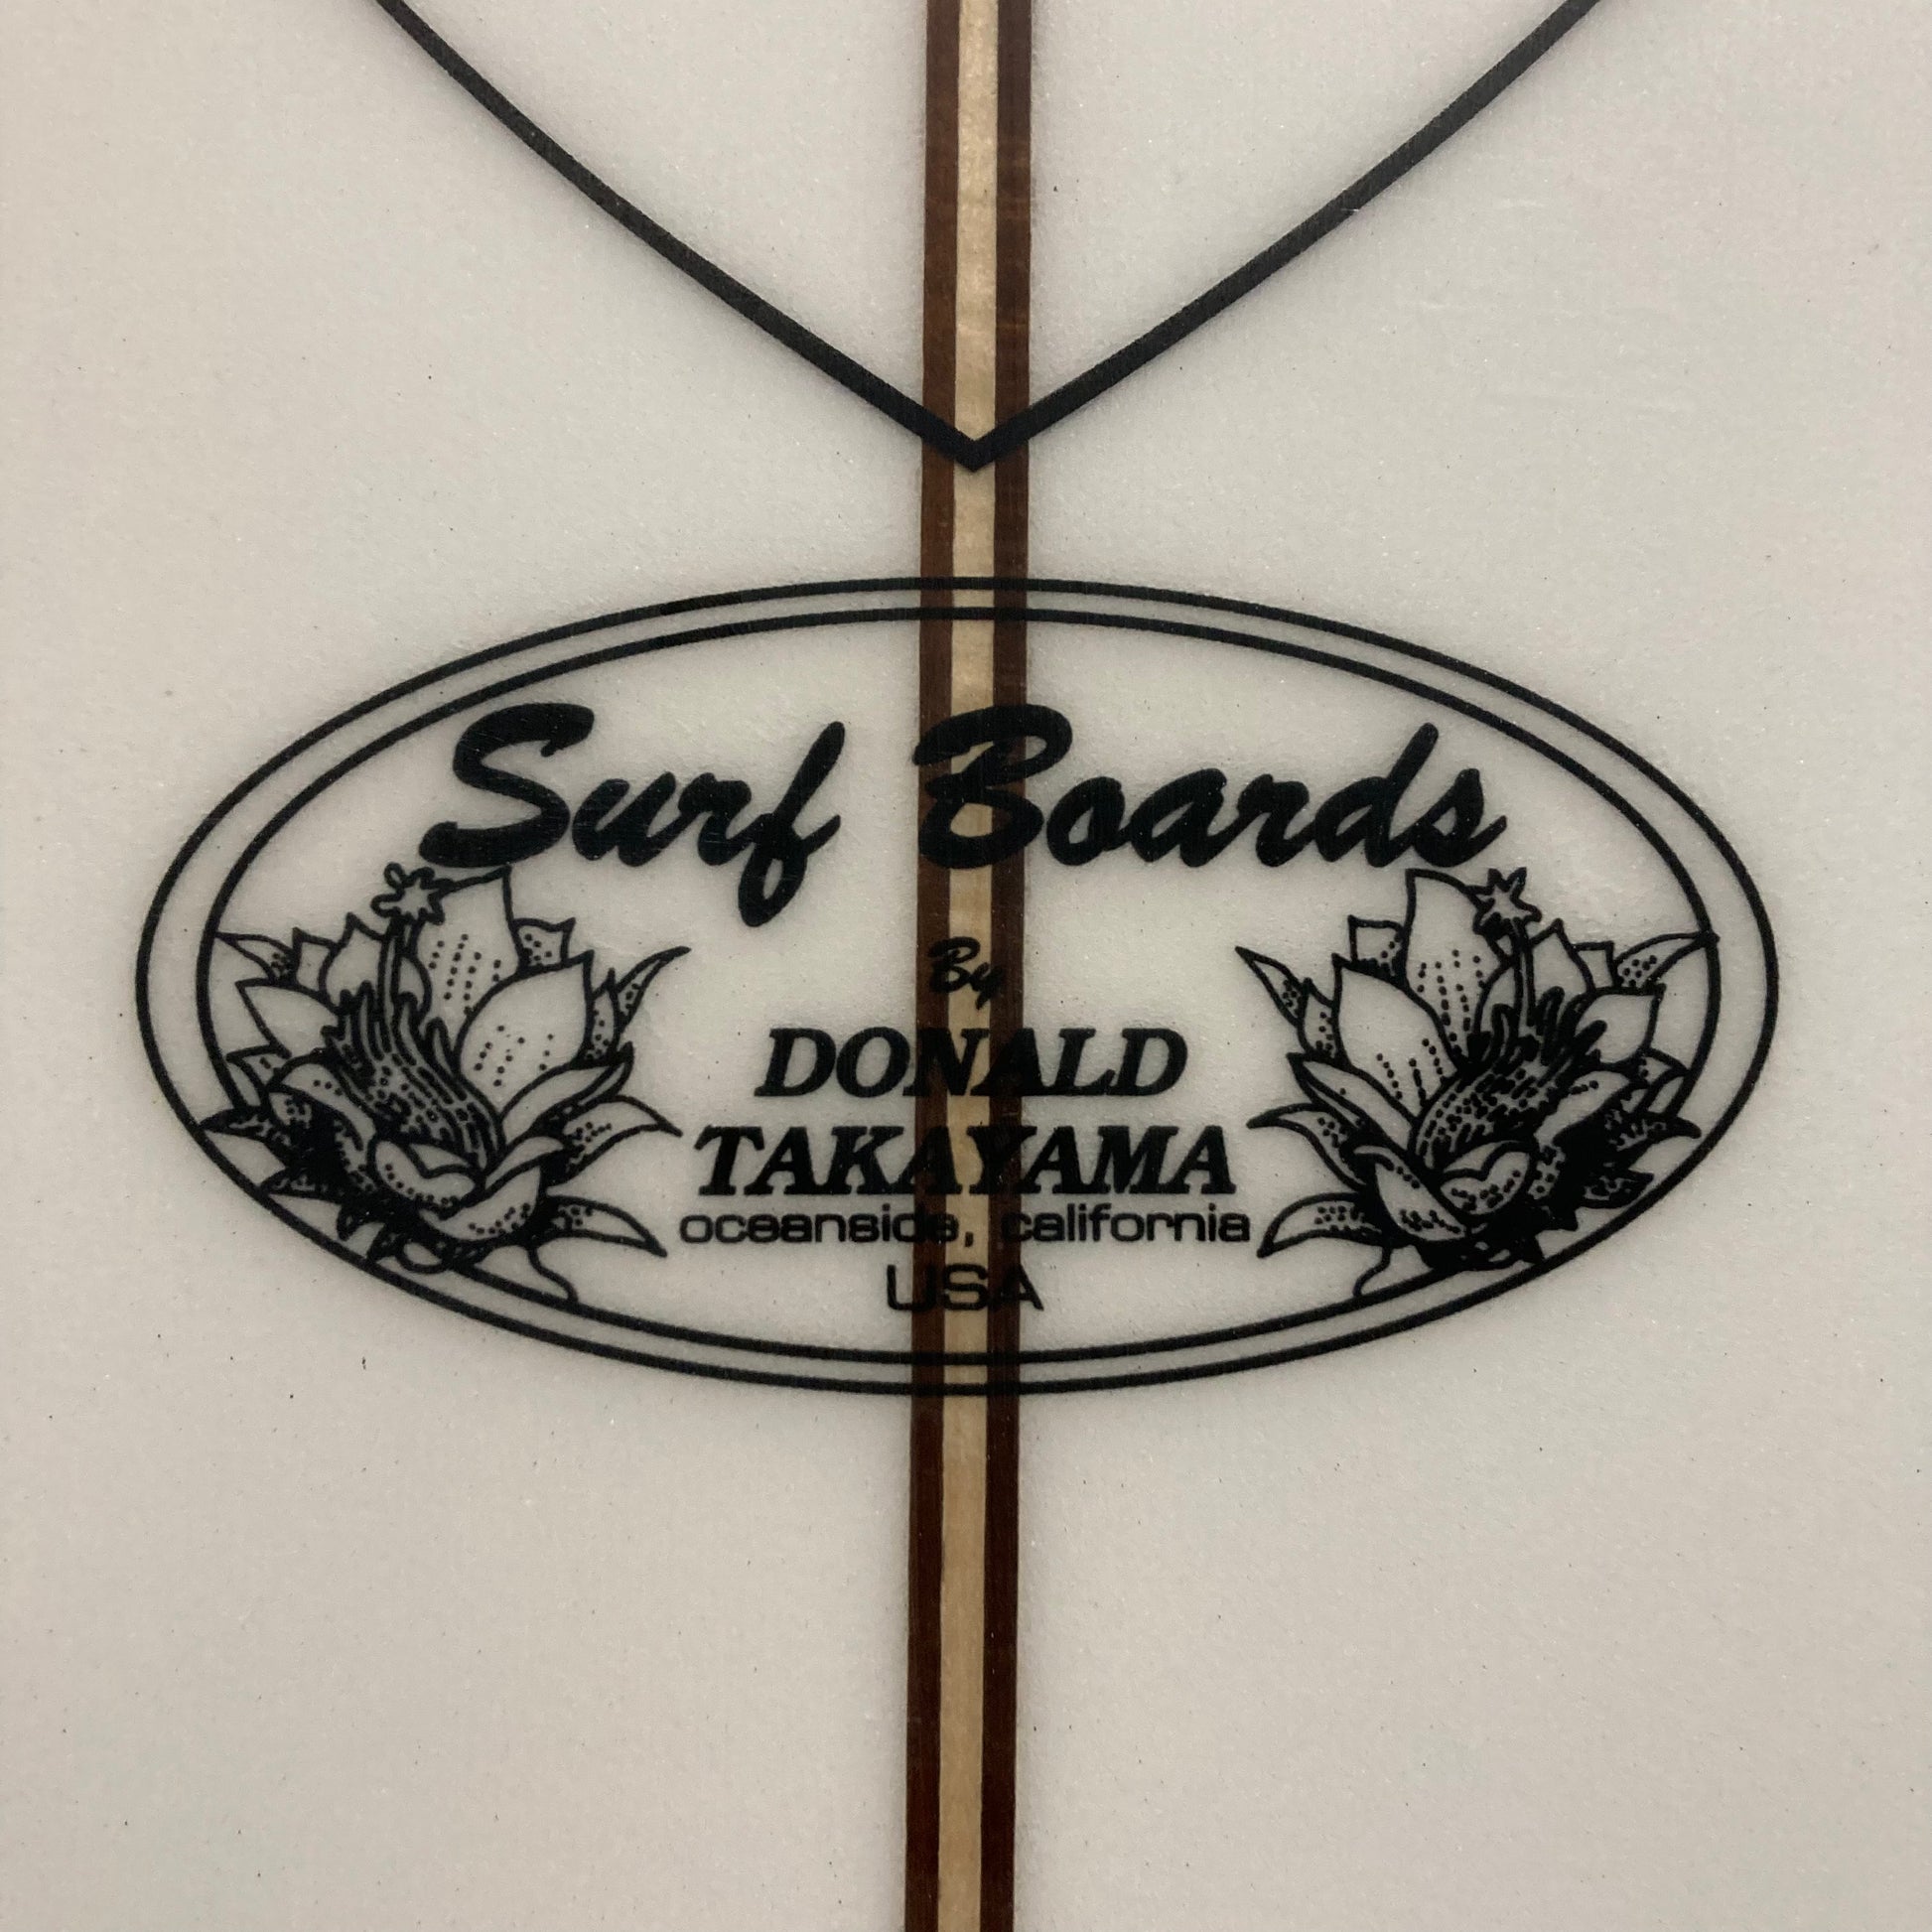 Surf Boards
By
DONALD
TAKAYAMA
oceanside, california
USA